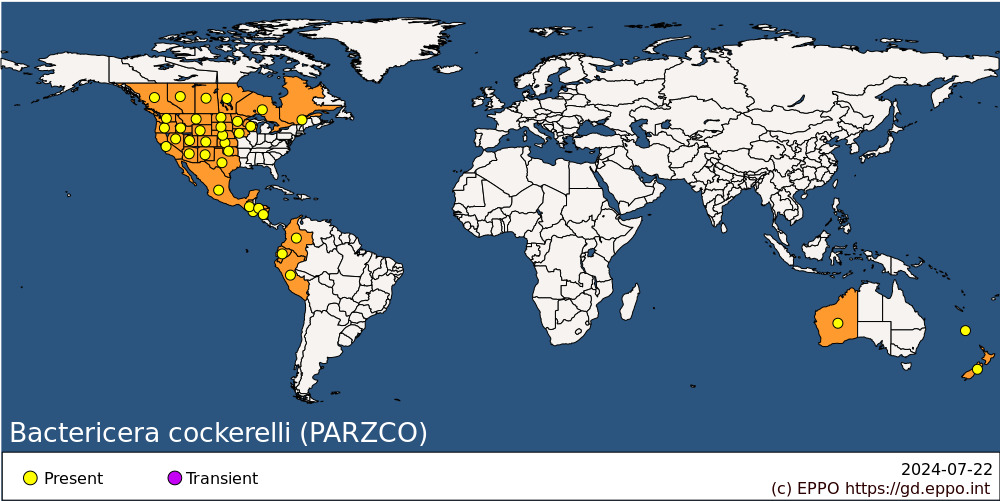 Bactericera cockerelli (PARZCO)
Present
Transient
2024-07-22
(c) EPPO https://gd.eppo.int